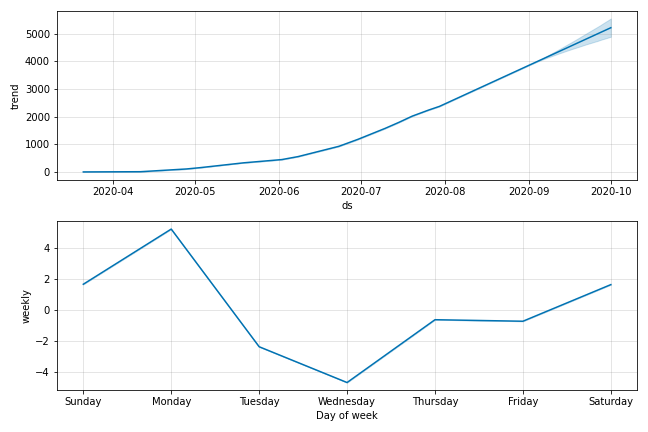 5000
4000
3000
2000
1000
0
trend
2020-04 2020-05 2020-06 2020-07 2020-08 2020-09 2020-10
ds
4
2
0
−2
−4
weekly
Sunday Monday Tuesday Wednesday Thursday Friday Saturday
Day of week